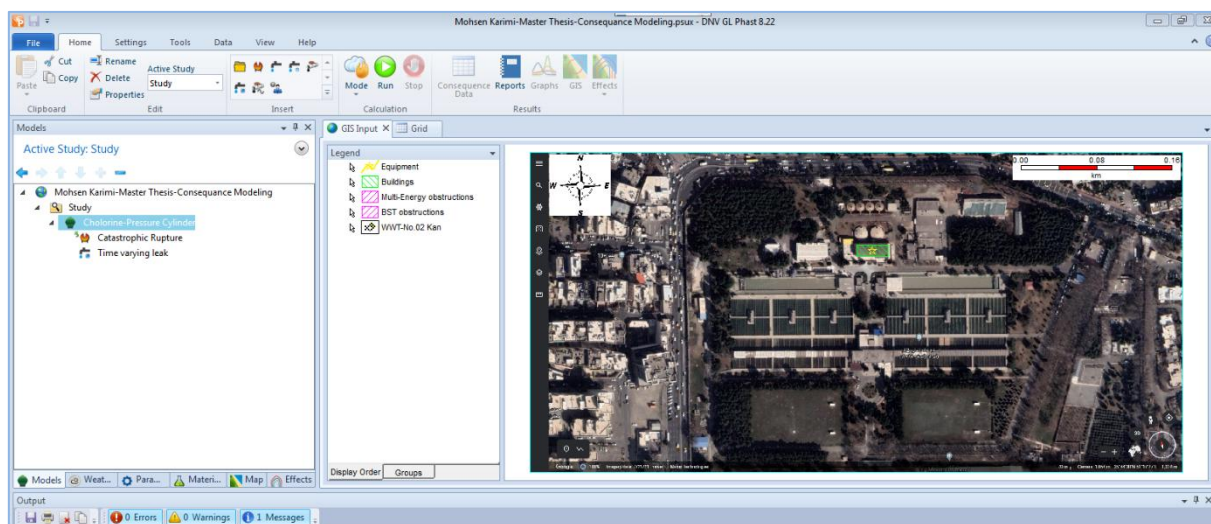 Mohsen Karimi-Master Thesis-Consequance Modeling.psux - DNV GL Phast 8.22
File Home Settings Tools Data View Help
Paste Cut Copy
Clipboard
Rename Delete Properties
Active Study
Study
Edit
Insert
Mode Run Stop
Calculation
Consequence Data Reports Graphs GIS Effects
Results
Models
Active Study: Study
Mohsen Karimi-Master Thesis-Consequance Modeling
Study
Cholorine-Pressure Cylinder
Catastrophic Rupture
Time varying leak
Models Weat... Para... Materi... Map Effects
GIS Input Grid
Legend
Equipment
Buildings
Multi-Energy obstructions
BST obstructions
WWT-No.02 Kan
Display Order Groups
N
W E
S
0.00 0.08 0.16
km
Output
0 Errors 0 Warnings 1 Messages